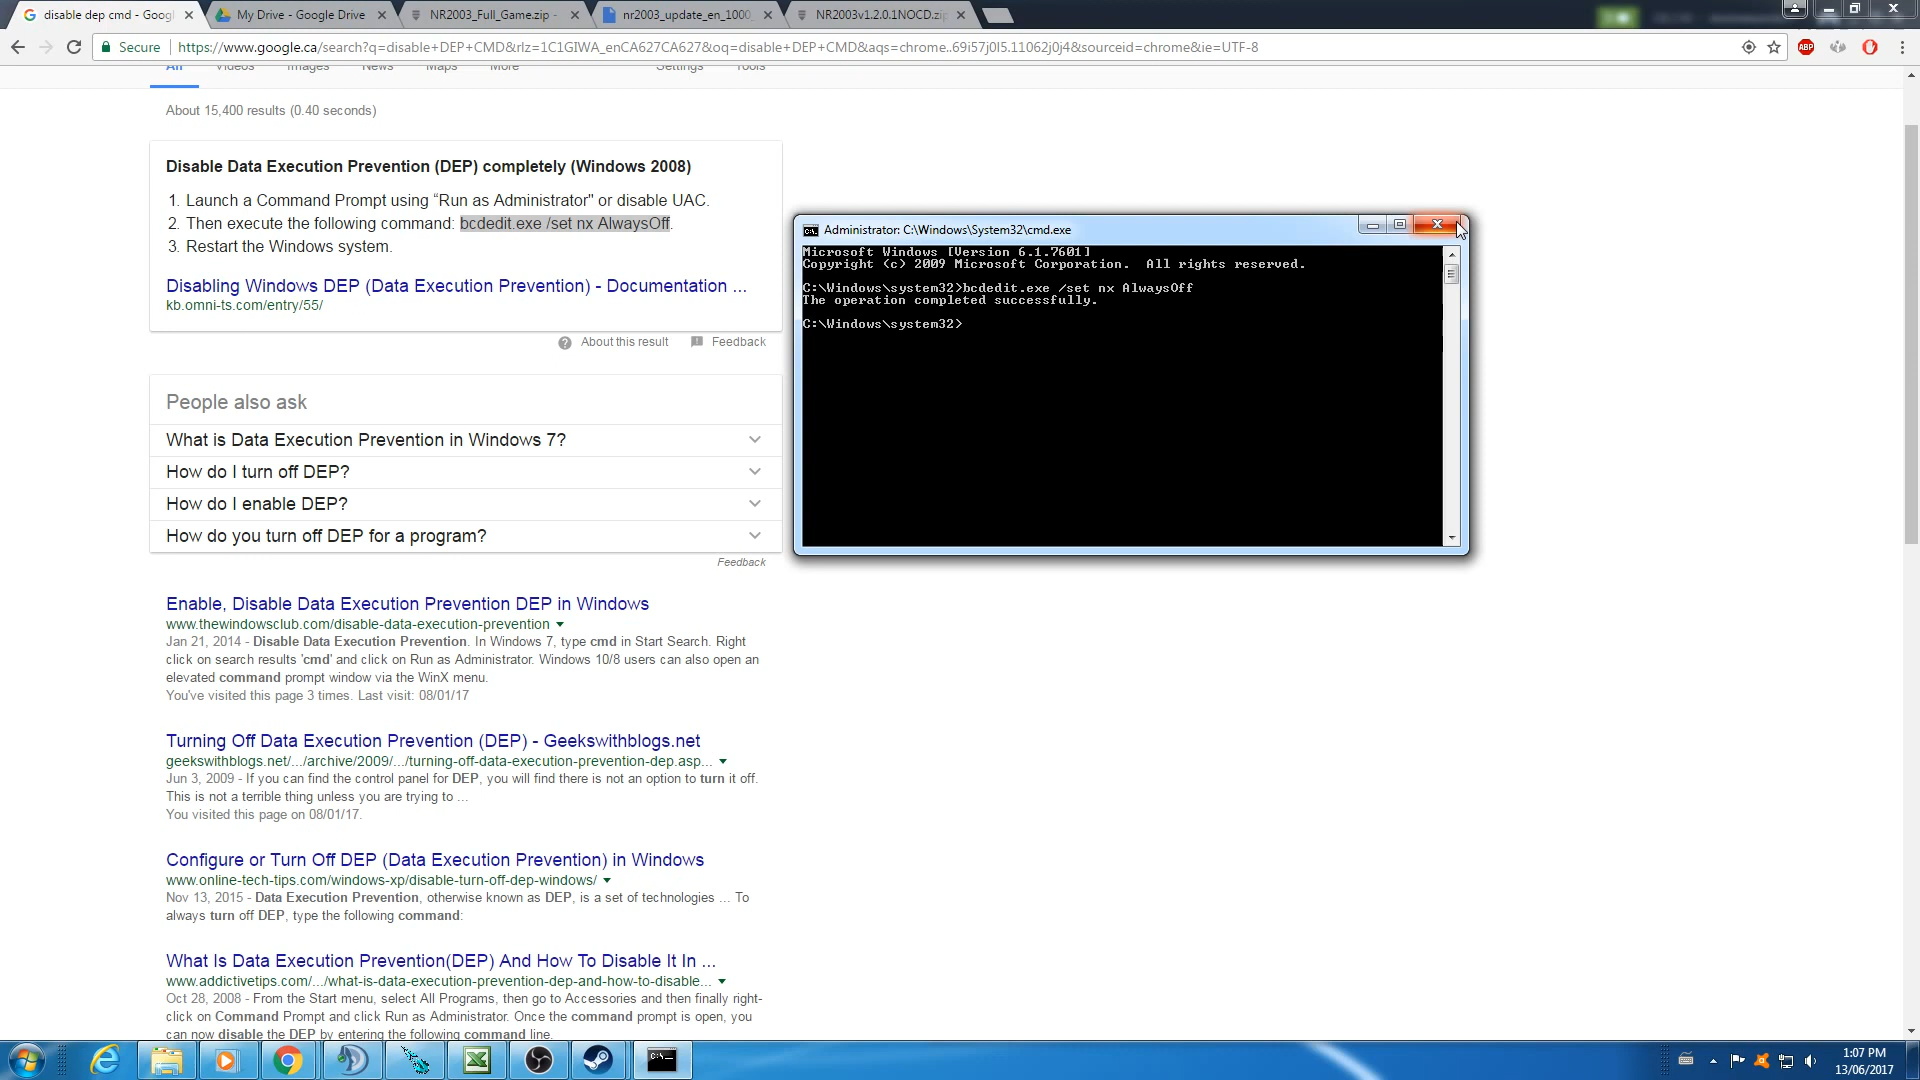 disable dep cmd - Googl
My Drive - Google Drive
NR2003_Full_Game.zip -
nr2003_update_en_1000_
NR2003v1.2.0.1NOCD.zip
Secure
https://www.google.ca/search?q=disable+DEP+CMD&rlz=1C1GIWA_enCA627CA627&oq=disable+DEP+CMD&aqs=chrome..69i57j0l5.11062j0j4&sourceid=chrome&ie=UTF-8
ABP
All
Videos
Images
News
Maps
More
Settings
Tools
About 15,400 results (0.40 seconds)
Disable Data Execution Prevention (DEP) completely (Windows 2008)
1. Launch a Command Prompt using “Run as Administrator" or disable UAC.
2. Then execute the following command: bcdedit.exe /set nx AlwaysOff.
3. Restart the Windows system.
Disabling Windows DEP (Data Execution Prevention) - Documentation ...
kb.omni-ts.com/entry/55/
About this result
Feedback
People also ask
What is Data Execution Prevention in Windows 7?
How do I turn off DEP?
How do I enable DEP?
How do you turn off DEP for a program?
Feedback
Enable, Disable Data Execution Prevention DEP in Windows
www.thewindowsclub.com/disable-data-execution-prevention
Jan 21, 2014 - Disable Data Execution Prevention. In Windows 7, type cmd in Start Search. Right
click on search results 'cmd' and click on Run as Administrator. Windows 10/8 users can also open an
elevated command prompt window via the WinX menu.
You've visited this page 3 times. Last visit: 08/01/17
Turning Off Data Execution Prevention (DEP) - Geekswithblogs.net
geekswithblogs.net/.../archive/2009/.../turning-off-data-execution-prevention-dep.asp...
Jun 3, 2009 - If you can find the control panel for DEP, you will find there is not an option to turn it off.
This is not a terrible thing unless you are trying to ...
You visited this page on 08/01/17.
Configure or Turn Off DEP (Data Execution Prevention) in Windows
www.online-tech-tips.com/windows-xp/disable-turn-off-dep-windows/
Nov 13, 2015 - Data Execution Prevention, otherwise known as DEP, is a set of technologies ... To
always turn off DEP, type the following command:
What Is Data Execution Prevention(DEP) And How To Disable It In ...
www.addictivetips.com/.../what-is-data-execution-prevention-dep-and-how-to-disable...
Oct 28, 2008 - From the Start menu, select All Programs, then go to Accessories and then finally right-
click on Command Prompt and click Run as Administrator. Once the command prompt is open, you
can now disable the DEP by entering the following command line.
Administrator: C:\Windows\System32\cmd.exe
Microsoft Windows [Version 6.1.7601]
Copyright (c) 2009 Microsoft Corporation.  All rights reserved.
C:\Windows\system32>bcdedit.exe /set nx AlwaysOff
The operation completed successfully.
C:\Windows\system32>
1:07 PM
13/06/2017